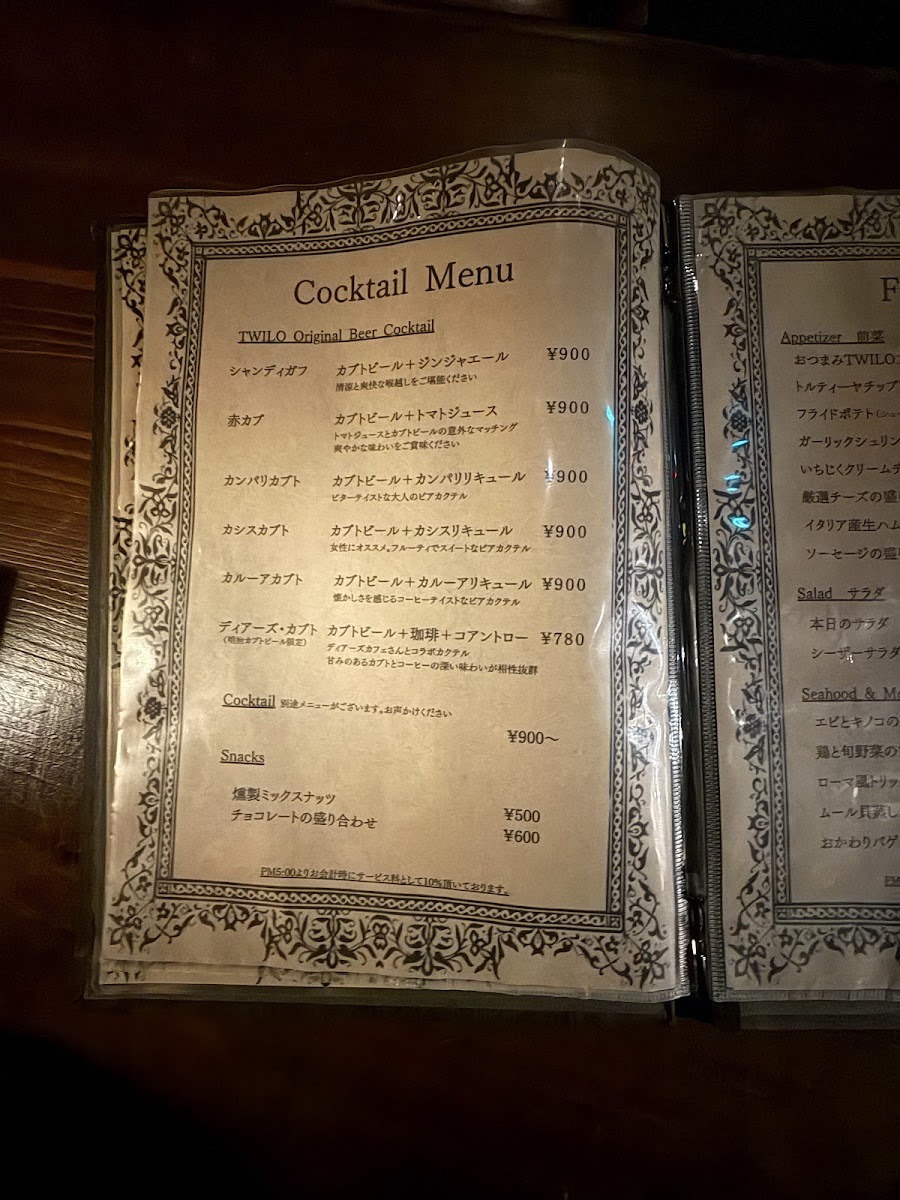 Cocktail Menu
TWILO Original Beer Cocktail
シャンディガフ カブトビール＋ジンジャエール ¥900
清涼と爽快な喉越しをご堪能ください
赤カブ カブトビール＋トマトジュース ¥900
トマトジュースとカブトビールの意外なマッチング
爽やかな味わいをご賞味ください
カンパリカブト カブトビール＋カンパリリキュール ¥900
ビターテイストな大人のビアカクテル
カシスカブト カブトビール＋カシスリキュール ¥900
女性にオススメ。フルーティでスイートなビアカクテル
カルーアカブト カブトビール＋カルーアリキュール ¥900
懐かしさを感じるコーヒーテイストなビアカクテル
ディアーズ・カブト カブトビール＋珈琲＋コアントロー ¥780
(明治カブトビール限定) ディアーズカフェさんとコラボカクテル
甘みのあるカブトとコーヒーの深い味わいが相性抜群
Cocktail 別途メニューがございます。お声かけください
¥900～
Snacks
燻製ミックスナッツ
¥500
チョコレートの盛り合わせ
¥600
PM5:00よりお会計時にサービス料として10%頂いております。
F
Appetizer 前菜
おつまみTWILO
トルティーヤチップ
フライドポテト
ガーリックシュリン
いちじくクリームチ
厳選チーズの盛
イタリア産生ハム
ソーセージの盛
Salad サラダ
本日のサラダ
シーザーサラダ
Seahood & M
エビとキノコの
鶏と旬野菜の
ローマ風トリッ
ムール貝蒸し
おかわりバゲ
PM